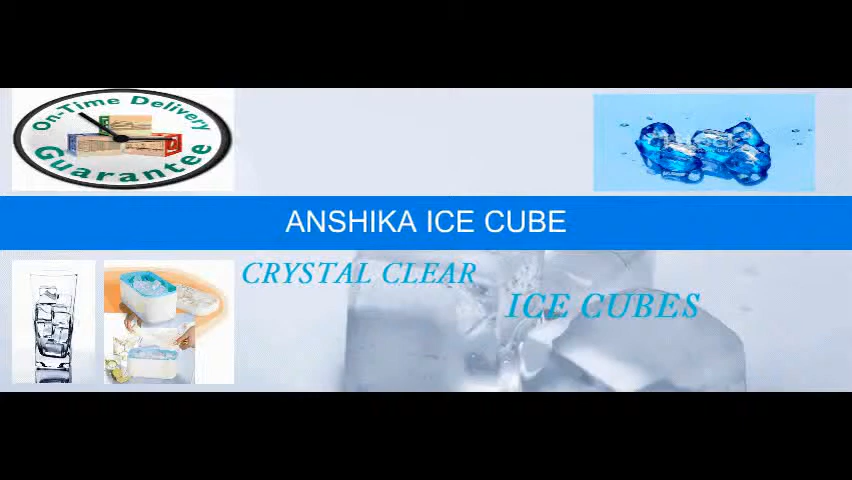 On-Time Delivery
Guarantee
ANSHIKA ICE CUBE
CRYSTAL CLEAR
ICE CUBES